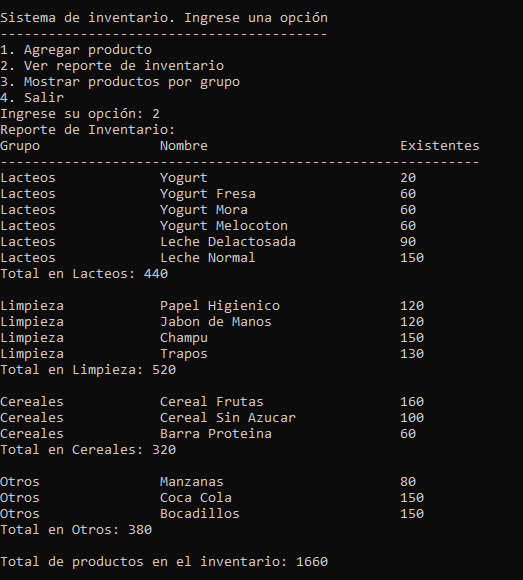 Sistema de inventario. Ingrese una opción
-----------------------------------------
1. Agregar producto
2. Ver reporte de inventario
3. Mostrar productos por grupo
4. Salir
Ingrese su opción: 2
Reporte de Inventario:
Grupo               Nombre                        Existentes
------------------------------------------------------------
Lacteos             Yogurt                        20
Lacteos             Yogurt Fresa                  60
Lacteos             Yogurt Mora                   60
Lacteos             Yogurt Melocoton              60
Lacteos             Leche Delactosada             90
Lacteos             Leche Normal                  150
Total en Lacteos: 440

Limpieza            Papel Higienico               120
Limpieza            Jabon de Manos                120
Limpieza            Champu                        150
Limpieza            Trapos                        130
Total en Limpieza: 520

Cereales            Cereal Frutas                 160
Cereales            Cereal Sin Azucar             100
Cereales            Barra Proteina                60
Total en Cereales: 320

Otros               Manzanas                      80
Otros               Coca Cola                     150
Otros               Bocadillos                    150
Total en Otros: 380

Total de productos en el inventario: 1660